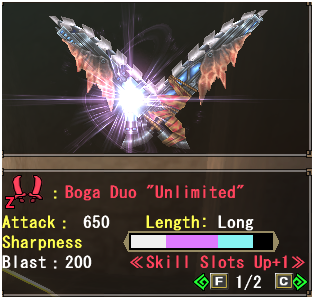 Z : Boga Duo "Unlimited"
Attack : 650 Length: Long
Sharpness
Blast : 200 ≪Skill Slots Up+1≫
F 1/2 C